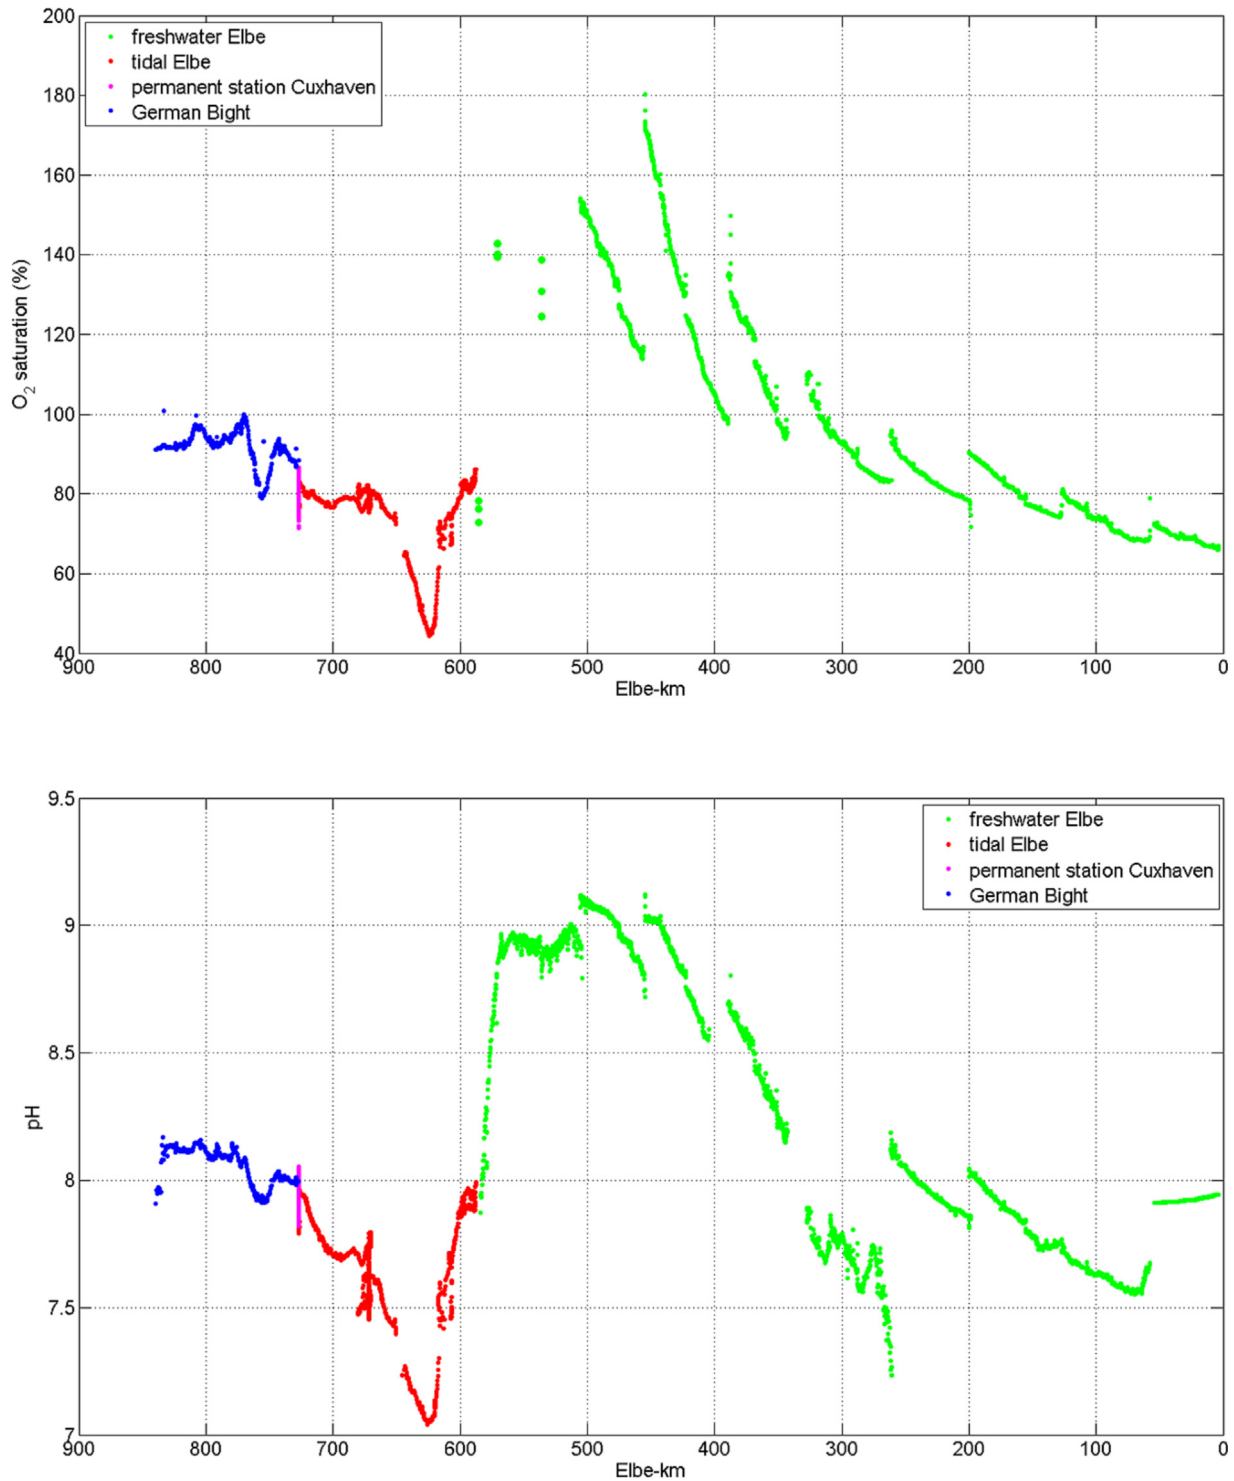 200
180
160
140
120
100
80
60
40
O2 saturation (%)
freshwater Elbe
tidal Elbe
permanent station Cuxhaven
German Bight
900 800 700 600 500 400 300 200 100 0
Elbe-km
9.5
9
8.5
8
7.5
7
pH
freshwater Elbe
tidal Elbe
permanent station Cuxhaven
German Bight
900 800 700 600 500 400 300 200 100 0
Elbe-km